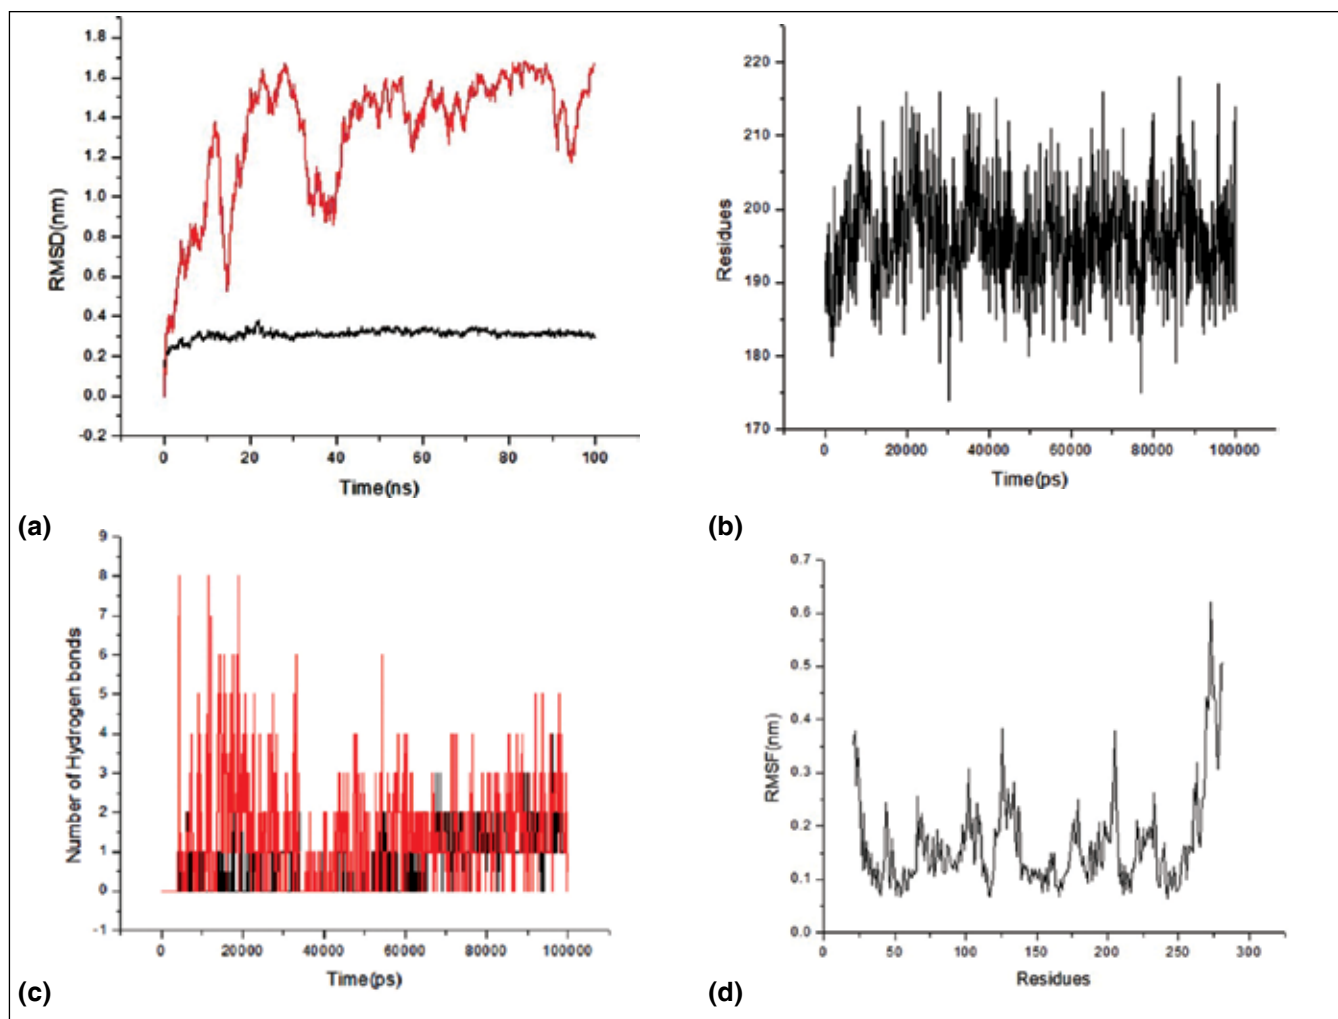 1.8
1.6
1.4
1.2
1.0
0.8
0.6
0.4
0.2
0.0
-0.2
RMSD(nm)
0 20 40 60 80 100
Time(ns)
(a)
220
210
200
190
180
170
Residues
0 20000 40000 60000 80000 100000
Time(ps)
(b)
9
8
7
6
5
4
3
2
1
0
-1
Number of Hydrogen bonds
0 20000 40000 60000 80000 100000
Time(ps)
(c)
0.7
0.6
0.5
0.4
0.3
0.2
0.1
0.0
RMSF(nm)
0 50 100 150 200 250 300
Residues
(d)